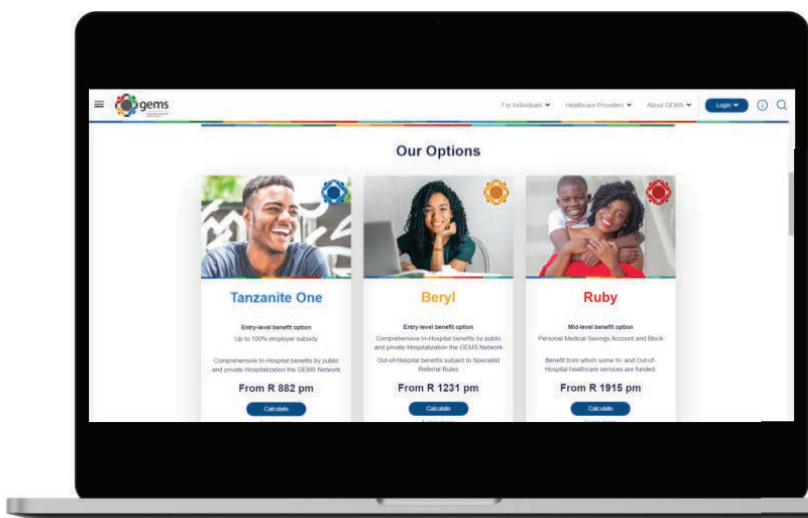 gems
For Individuals
Healthcare Providers
About GEMS
Login
Our Options
Tanzanite One
Entry-level benefit option
Up to 100% employer subsidy
Comprehensive In-Hospital benefits by public
and private Hospitalization the GEMS Network
From R 882 pm
Calculate
Beryl
Entry-level benefit option
Comprehensive In-Hospital benefits by public
and private Hospitalization the GEMS Network
Out-of-Hospital benefits subject to Specialist
Referral Rules
From R 1231 pm
Calculate
Ruby
Mid-level benefit option
Personal Medical Savings Account and Block
Benefit from which some In- and Out-of-
Hospital healthcare services are funded
From R 1915 pm
Calculate